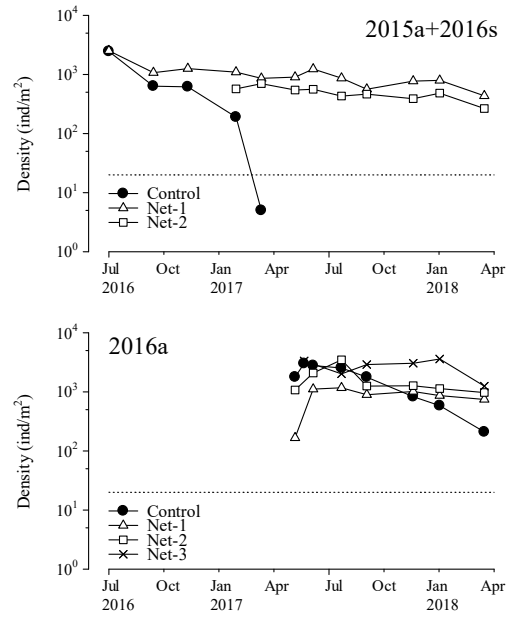 2015a+2016s
Density (ind/m²)
10⁴
10³
10²
10¹
10⁰
Control
Net-1
Net-2
Jul Oct Jan Apr Jul Oct Jan Apr
2016 2017 2018
2016a
Density (ind/m²)
10⁴
10³
10²
10¹
10⁰
Control
Net-1
Net-2
Net-3
Jul Oct Jan Apr Jul Oct Jan Apr
2016 2017 2018